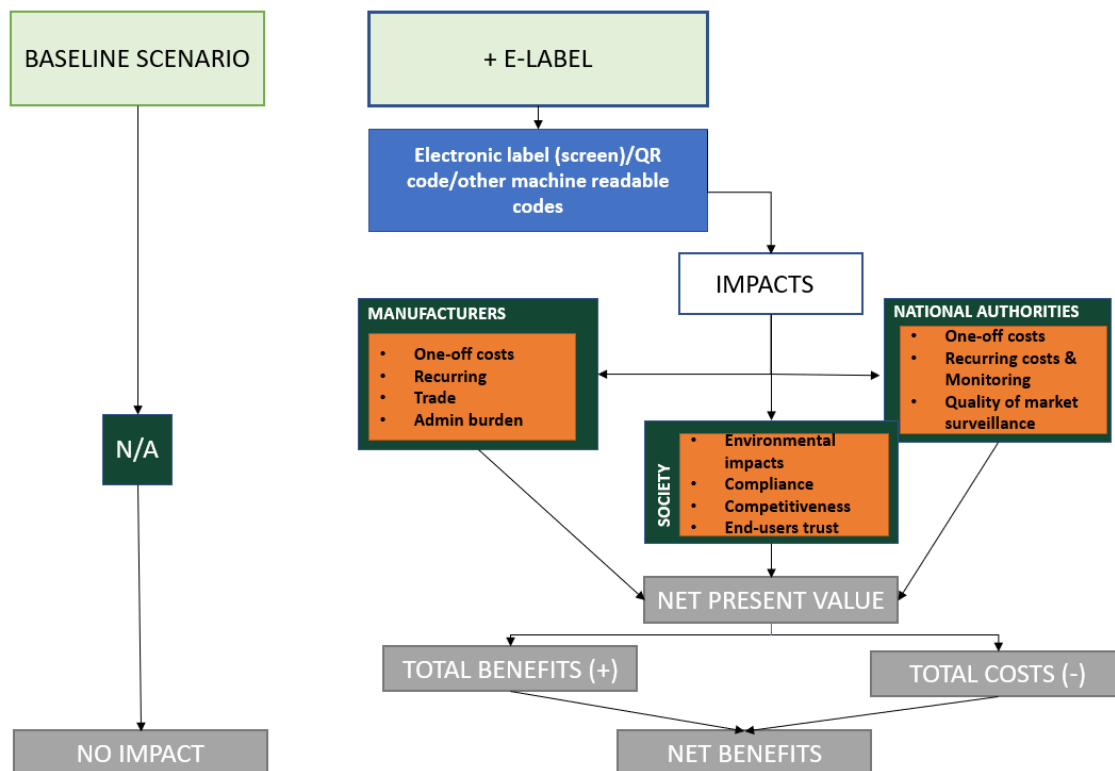 BASELINE SCENARIO
+ E-LABEL
Electronic label (screen)/QR
code/other machine readable
codes
IMPACTS
MANUFACTURERS
• One-off costs
• Recurring
• Trade
• Admin burden
NATIONAL AUTHORITIES
• One-off costs
• Recurring costs &
Monitoring
• Quality of market
surveillance
N/A
SOCIETY
• Environmental
impacts
• Compliance
• Competitiveness
• End-users trust
NET PRESENT VALUE
TOTAL BENEFITS (+)
TOTAL COSTS (-)
NO IMPACT
NET BENEFITS